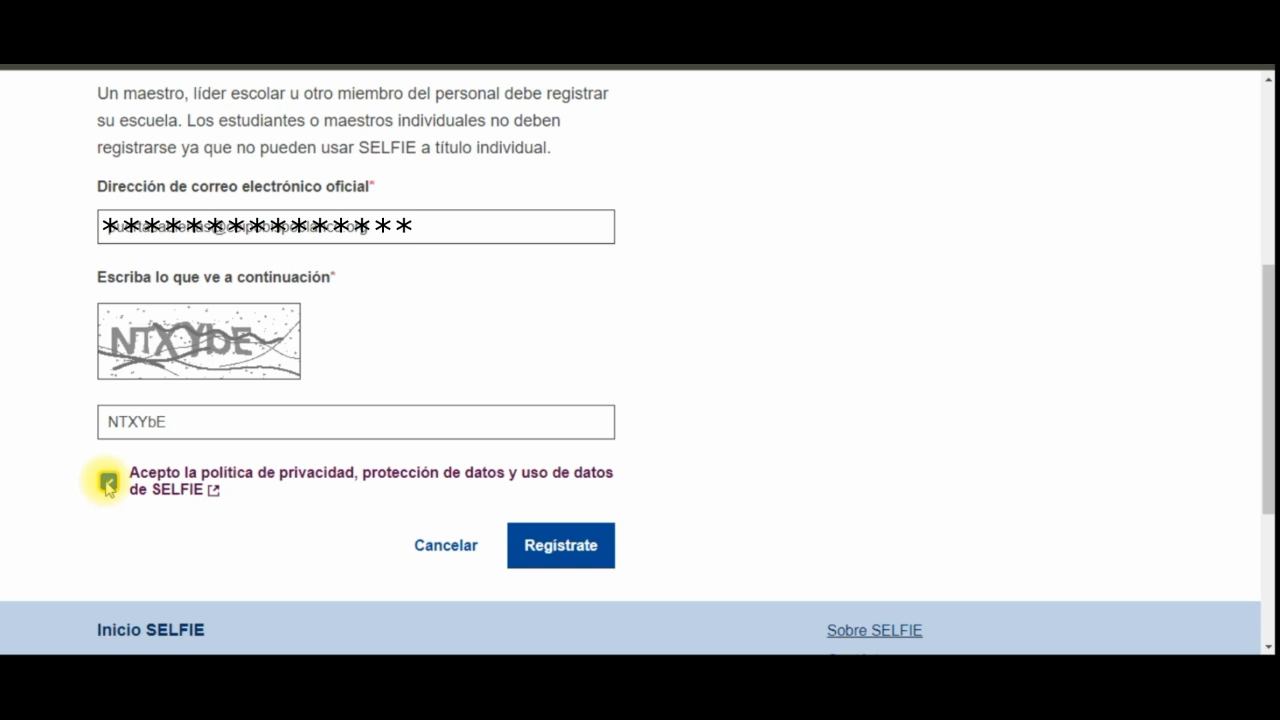 Un maestro, líder escolar u otro miembro del personal debe registrar
su escuela. Los estudiantes o maestros individuales no deben
registrarse ya que no pueden usar SELFIE a título individual.
Dirección de correo electrónico oficial*
***************
Escriba lo que ve a continuación*
NTXYbE
NTXYbE
Acepto la política de privacidad, protección de datos y uso de datos
de SELFIE
Cancelar Regístrate
Inicio SELFIE Sobre SELFIE